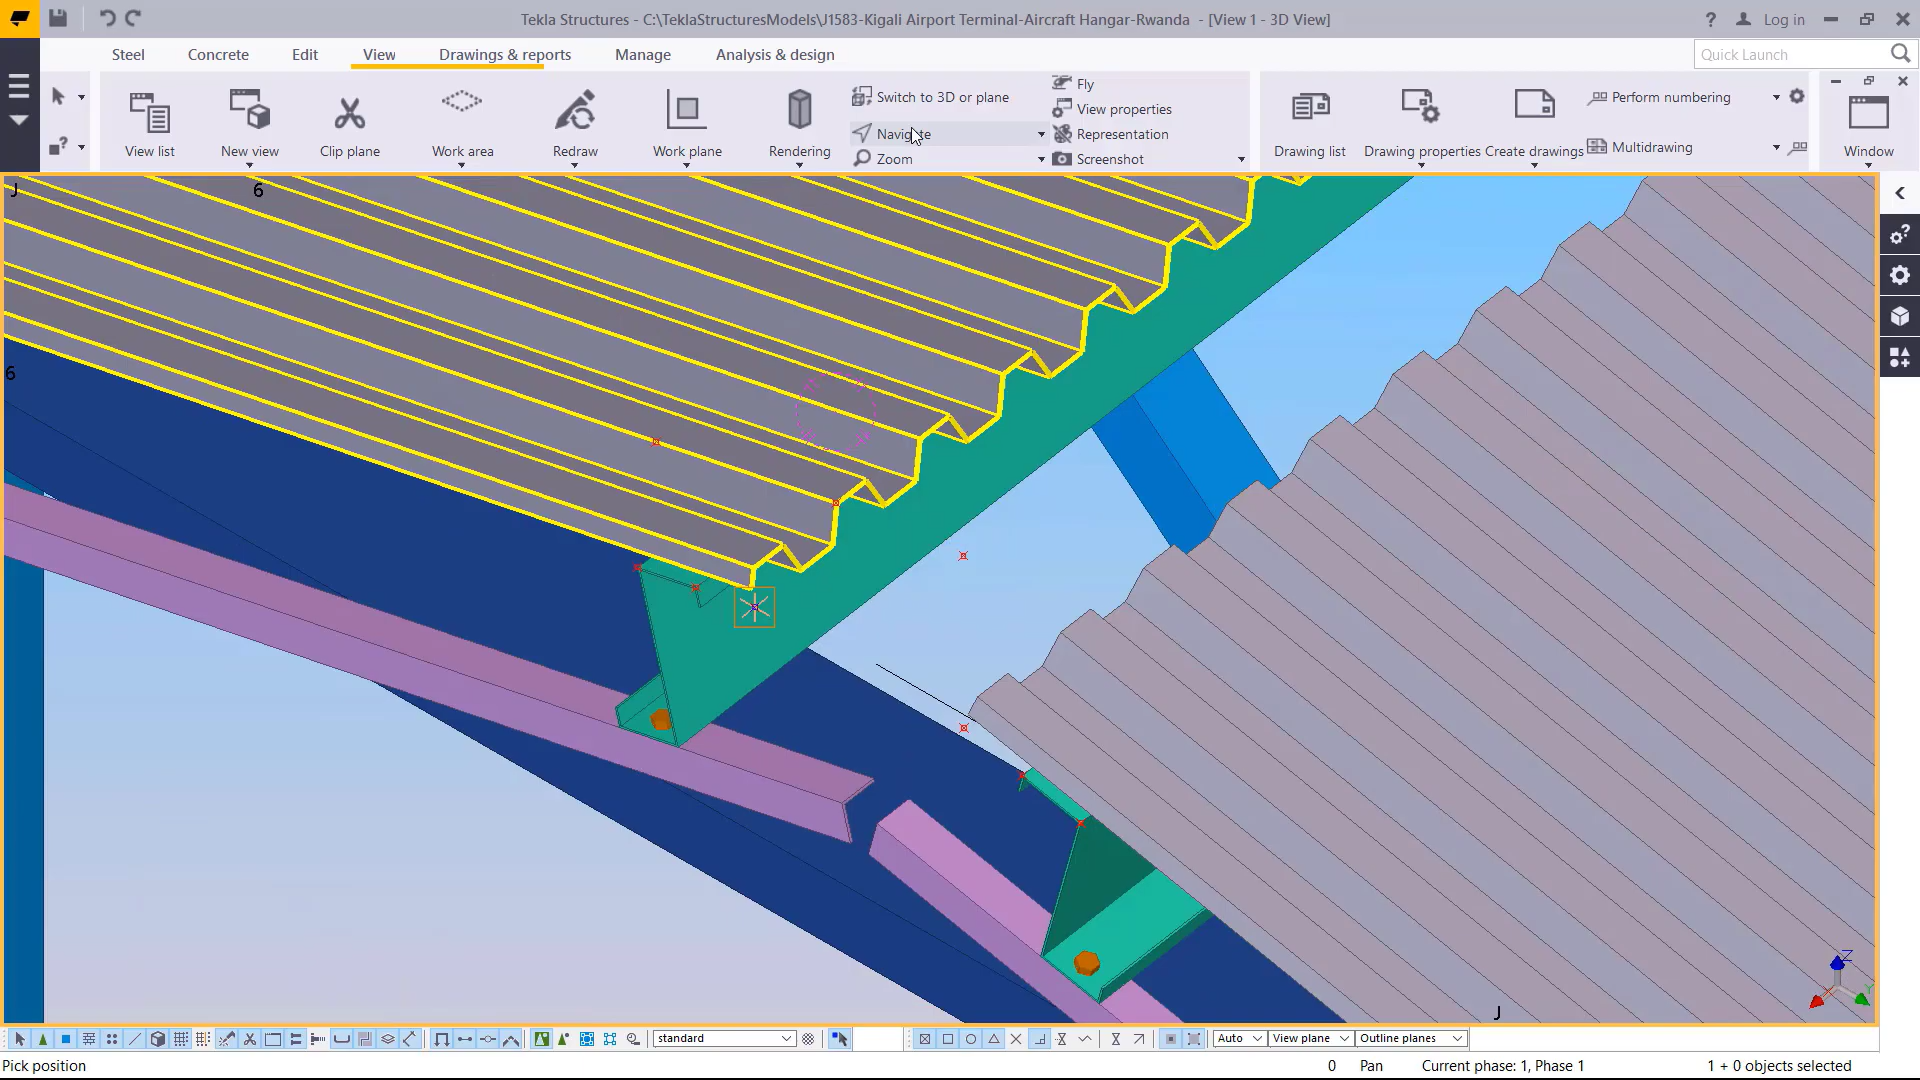 Tekla Structures - C:\TeklaStructuresModels\J1583-Kigali Airport Terminal-Aircraft Hangar-Rwanda - [View 1 - 3D View]
? Log in
Steel Concrete Edit View Drawings & reports Manage Analysis & design
Quick Launch
View list
New view
Clip plane
Work area
Redraw
Work plane
Rendering
Switch to 3D or plane
Navigate
Zoom
Fly
View properties
Representation
Screenshot
Drawing list
Drawing properties
Create drawings
Perform numbering
Multidrawing
Window
J
6
6
Z
Y
J
standard
Auto
View plane
Outline planes
Pick position
0
Pan
Current phase: 1, Phase 1
1 + 0 objects selected